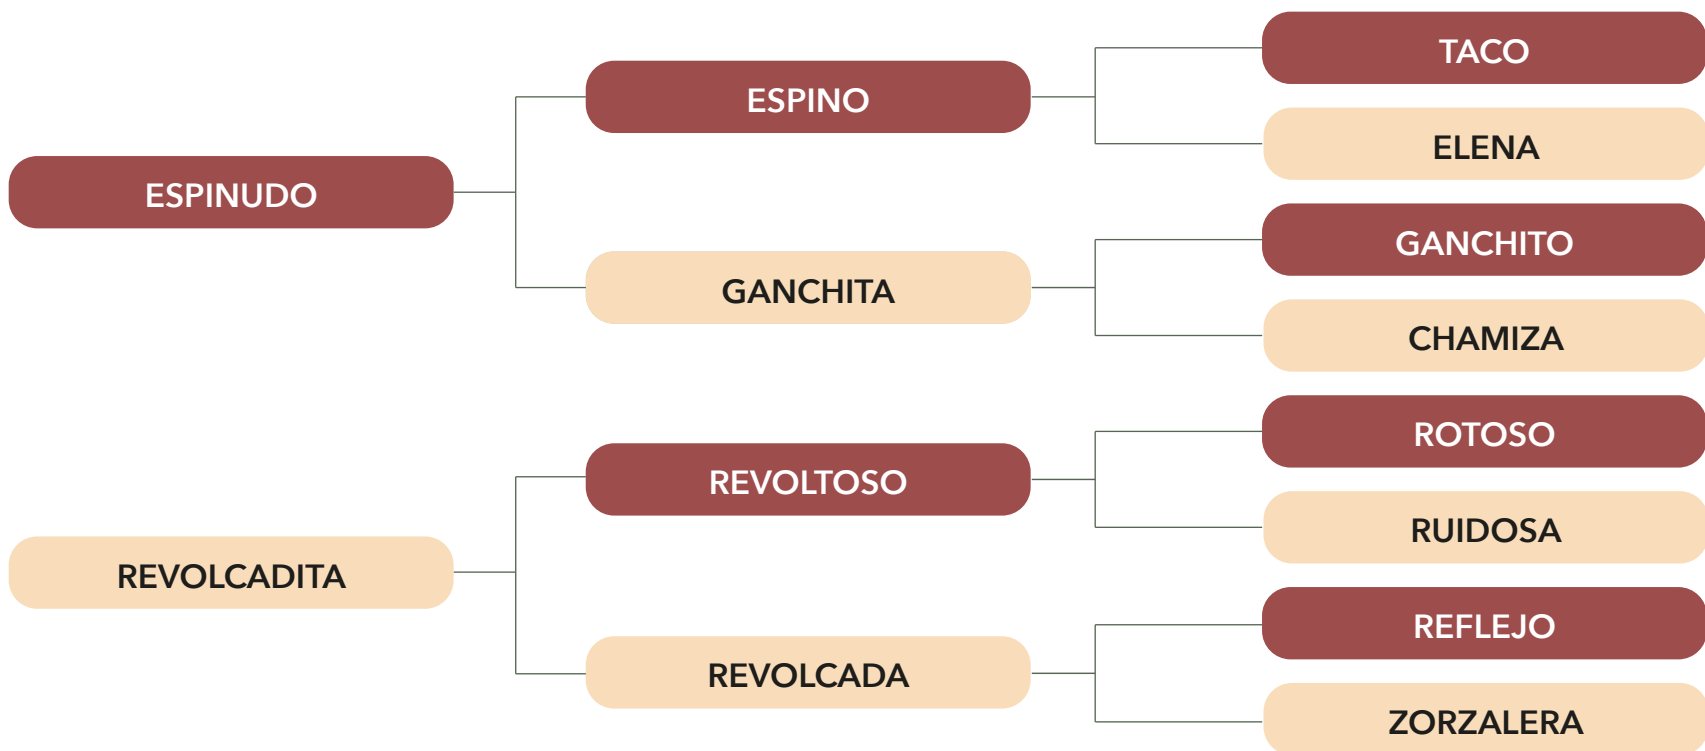 TACO
ESPINO
ELENA
ESPINUDO
GANCHITO
GANCHITA
CHAMIZA
ROTOSO
REVOLTOSO
RUIDOSA
REVOLCADITA
REFLEJO
REVOLCADA
ZORZALERA